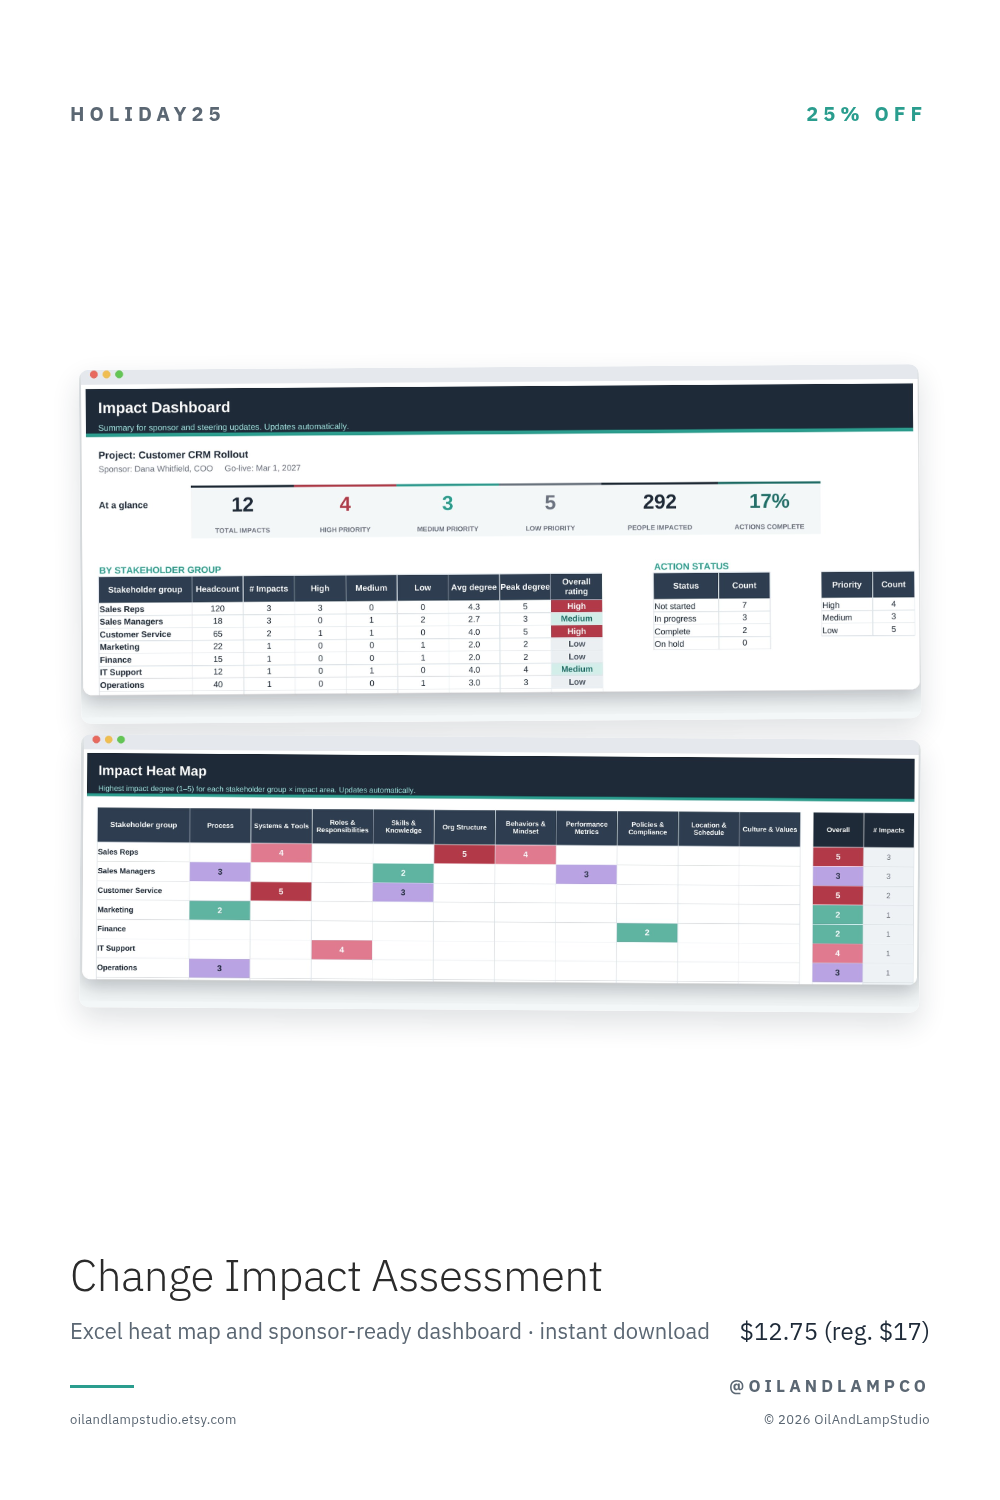 HOLIDAY25
25% OFF
Impact Dashboard
Summary for sponsor and steering updates. Updates automatically.
Project: Customer CRM Rollout
Sponsor: Dana Whitfield, COO Go-live: Mar 1, 2027
At a glance
12 4 3 5 292 17%
TOTAL IMPACTS HIGH PRIORITY MEDIUM PRIORITY LOW PRIORITY PEOPLE IMPACTED ACTIONS COMPLETE
BY STAKEHOLDER GROUP
Stakeholder group Headcount # Impacts High Medium Low Avg degree Peak degree Overall rating
Sales Reps 120 3 3 0 0 4.3 5 High
Sales Managers 18 3 0 1 2 2.7 3 Medium
Customer Service 65 2 1 1 0 4.0 5 High
Marketing 22 1 0 0 1 2.0 2 Low
Finance 15 1 0 0 1 2.0 2 Low
IT Support 12 1 0 1 0 4.0 4 Medium
Operations 40 1 0 0 1 3.0 3 Low
ACTION STATUS
Status Count
Not started 7
In progress 3
Complete 2
On hold 0
Priority Count
High 4
Medium 3
Low 5
Impact Heat Map
Highest impact degree (1–5) for each stakeholder group × impact area. Updates automatically.
Stakeholder group Process Systems & Tools Roles & Responsibilities Skills & Knowledge Org Structure Behaviors & Mindset Performance Metrics Policies & Compliance Location & Schedule Culture & Values Overall # Impacts
Sales Reps 4 5 4 5 3
Sales Managers 3 2 3 3 3
Customer Service 5 3 5 2
Marketing 2 2 1
Finance 2 2 1
IT Support 4 4 1
Operations 3 3 1
Change Impact Assessment
Excel heat map and sponsor-ready dashboard · instant download
$12.75 (reg. $17)
@OILANDLAMPCO
oilandlampstudio.etsy.com
© 2026 OilAndLampStudio